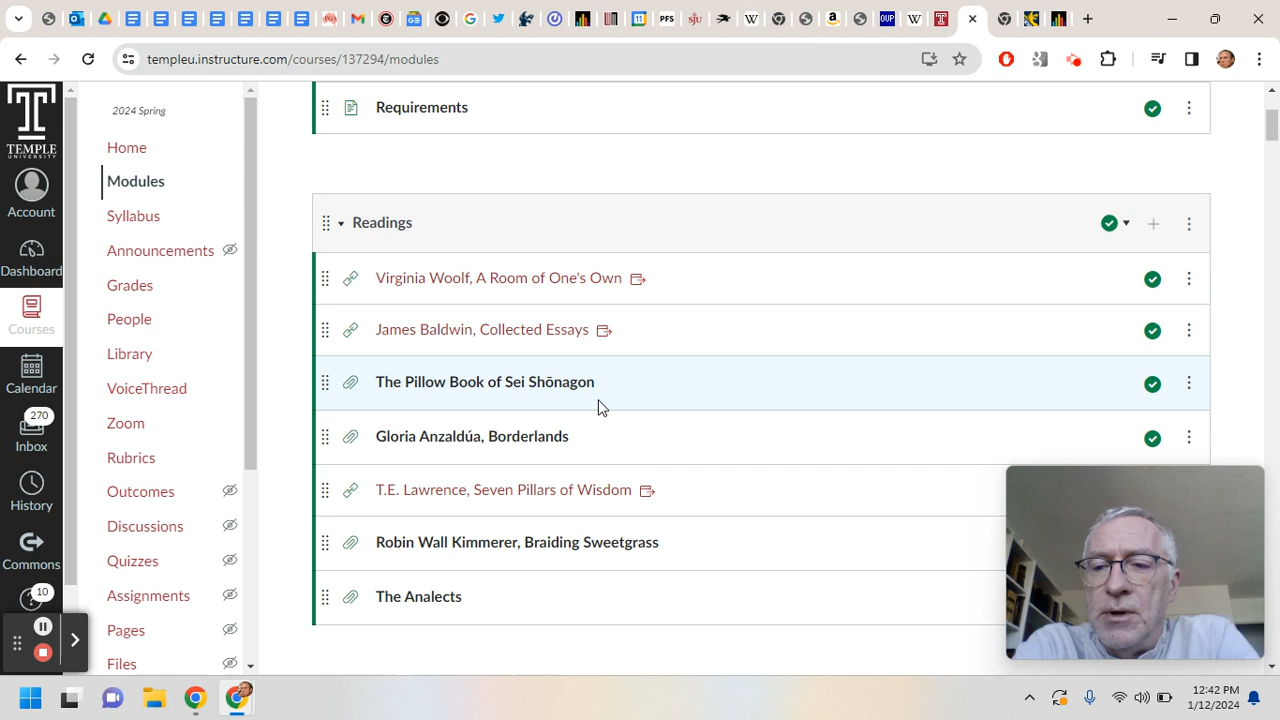 templeu.instructure.com/courses/137294/modules
TEMPLE
UNIVERSITY
Account
Dashboard
Courses
Calendar
270
Inbox
History
Commons
10
2024 Spring
Home
Modules
Syllabus
Announcements
Grades
People
Library
VoiceThread
Zoom
Rubrics
Outcomes
Discussions
Quizzes
Assignments
Pages
Files
Requirements
Readings
Virginia Woolf, A Room of One's Own
James Baldwin, Collected Essays
The Pillow Book of Sei Shōnagon
Gloria Anzaldúa, Borderlands
T.E. Lawrence, Seven Pillars of Wisdom
Robin Wall Kimmerer, Braiding Sweetgrass
The Analects
12:42 PM
1/12/2024